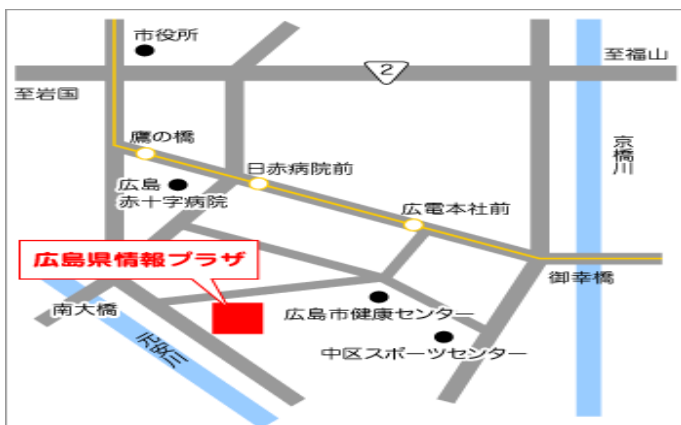 市役所
2
至福山
至岩国
京橋川
鷹の橋
日赤病院前
広島
赤十字病院
広電本社前
広島県情報プラザ
御幸橋
南大橋
広島市健康センター
元安川
中区スポーツセンター